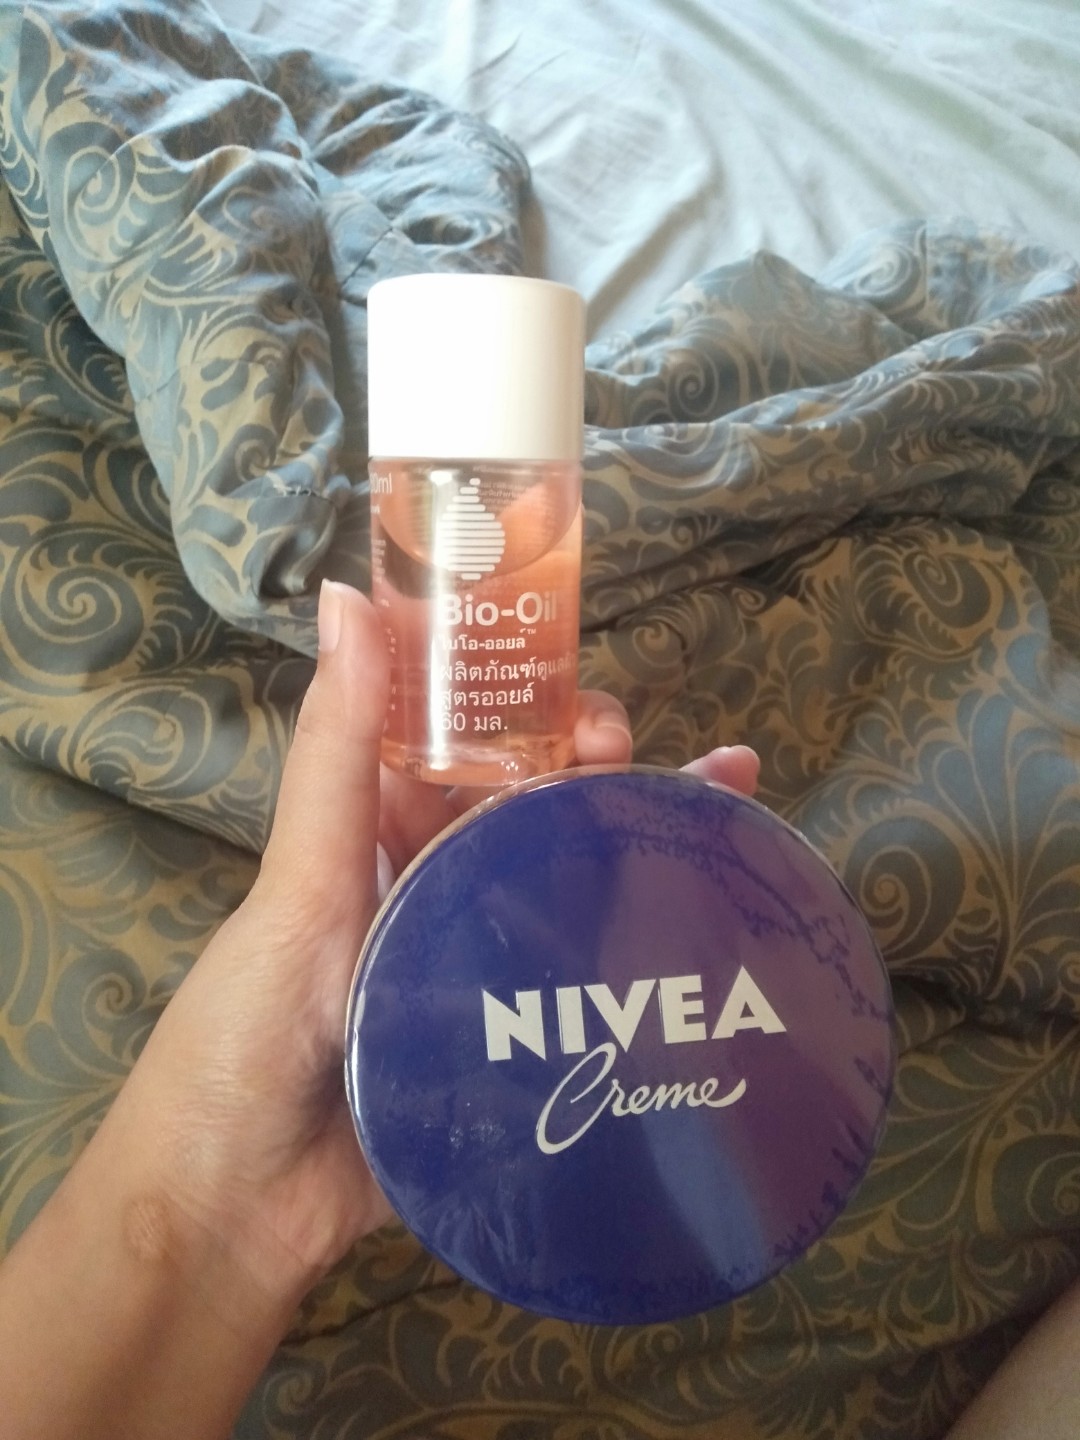 Bio-Oil
ไบโอ-ออยล์™
ผลิตภัณฑ์ดูแลผิว
สูตรออยล์
60 มล.
NIVEA
Creme